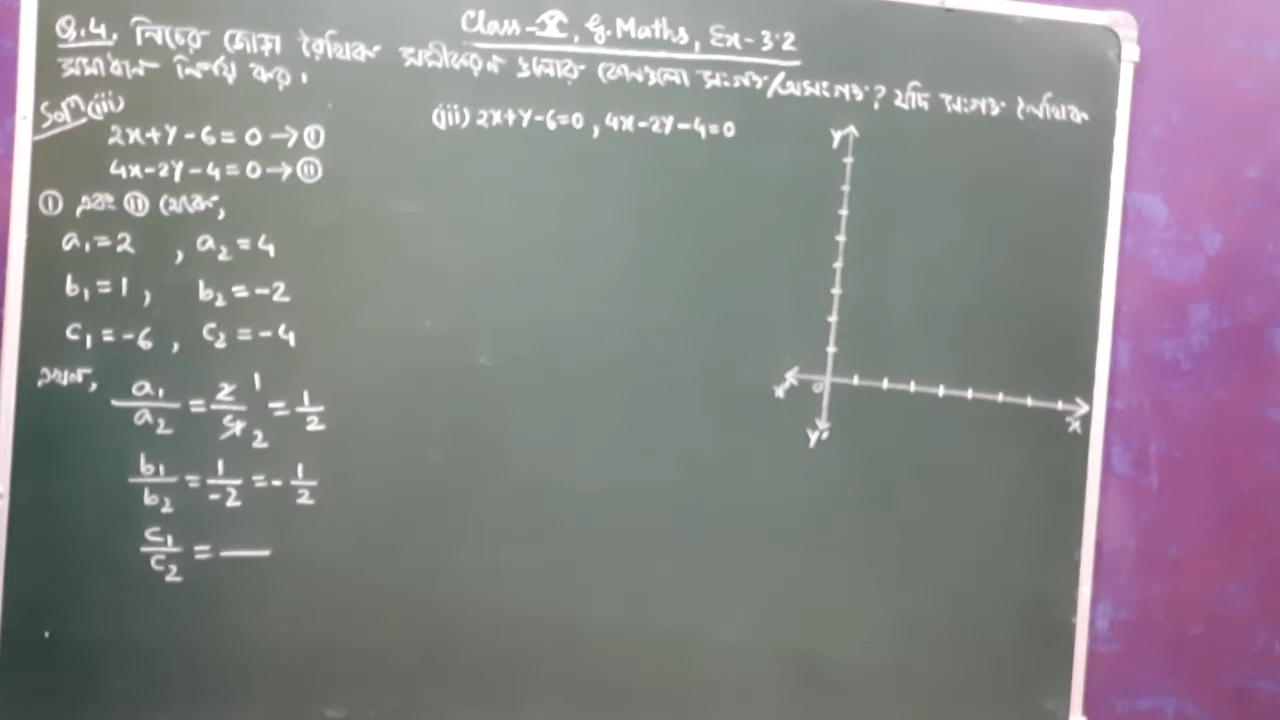 Class-X, G.Maths, Ex-3.2
Q.4. নিচের জোড়া রৈখিক সমীকরণ গুলোর কোনগুলো সংগত/অসংগত? যদি সংগত লৈখিক
সমাধান নির্ণয় কর।
(iii) 2x+y-6=0, 4x-2y-4=0
Solⁿ(iii)
2x+y-6=0→①
4x-2y-4=0→⑪
① এবং ⑪ থেকে,
a₁=2, a₂=4
b₁=1, b₂=-2
c₁=-6, c₂=-4
এখন, a₁/a₂ = 2/4 1/2 = 1/2
b₁/b₂ = 1/-2 = -1/2
c₁/c₂ = —
y
x' o x
y'